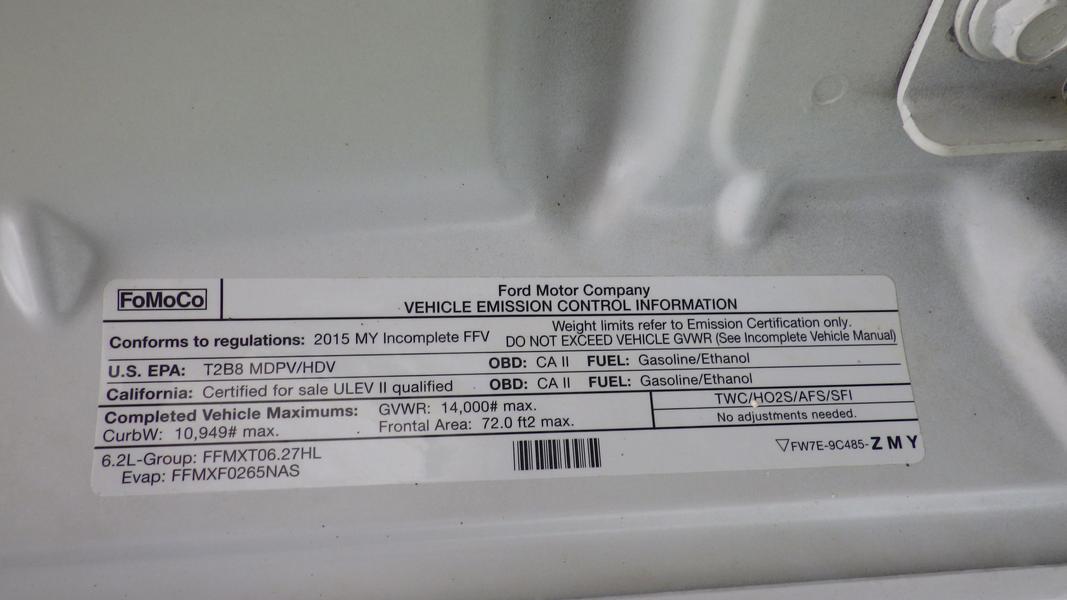 FoMoCo
Ford Motor Company
VEHICLE EMISSION CONTROL INFORMATION
Conforms to regulations: 2015 MY Incomplete FFV
Weight limits refer to Emission Certification only.
DO NOT EXCEED VEHICLE GVWR (See Incomplete Vehicle Manual)
U.S. EPA: T2B8 MDPV/HDV OBD: CA II FUEL: Gasoline/Ethanol
California: Certified for sale ULEV II qualified OBD: CA II FUEL: Gasoline/Ethanol
Completed Vehicle Maximums: GVWR: 14,000# max.
CurbW: 10,949# max. Frontal Area: 72.0 ft2 max.
TWC/HO2S/AFS/SFI
No adjustments needed.
6.2L-Group: FFMXT06.27HL
Evap: FFMXF0265NAS
▽FW7E-9C485-Z M Y